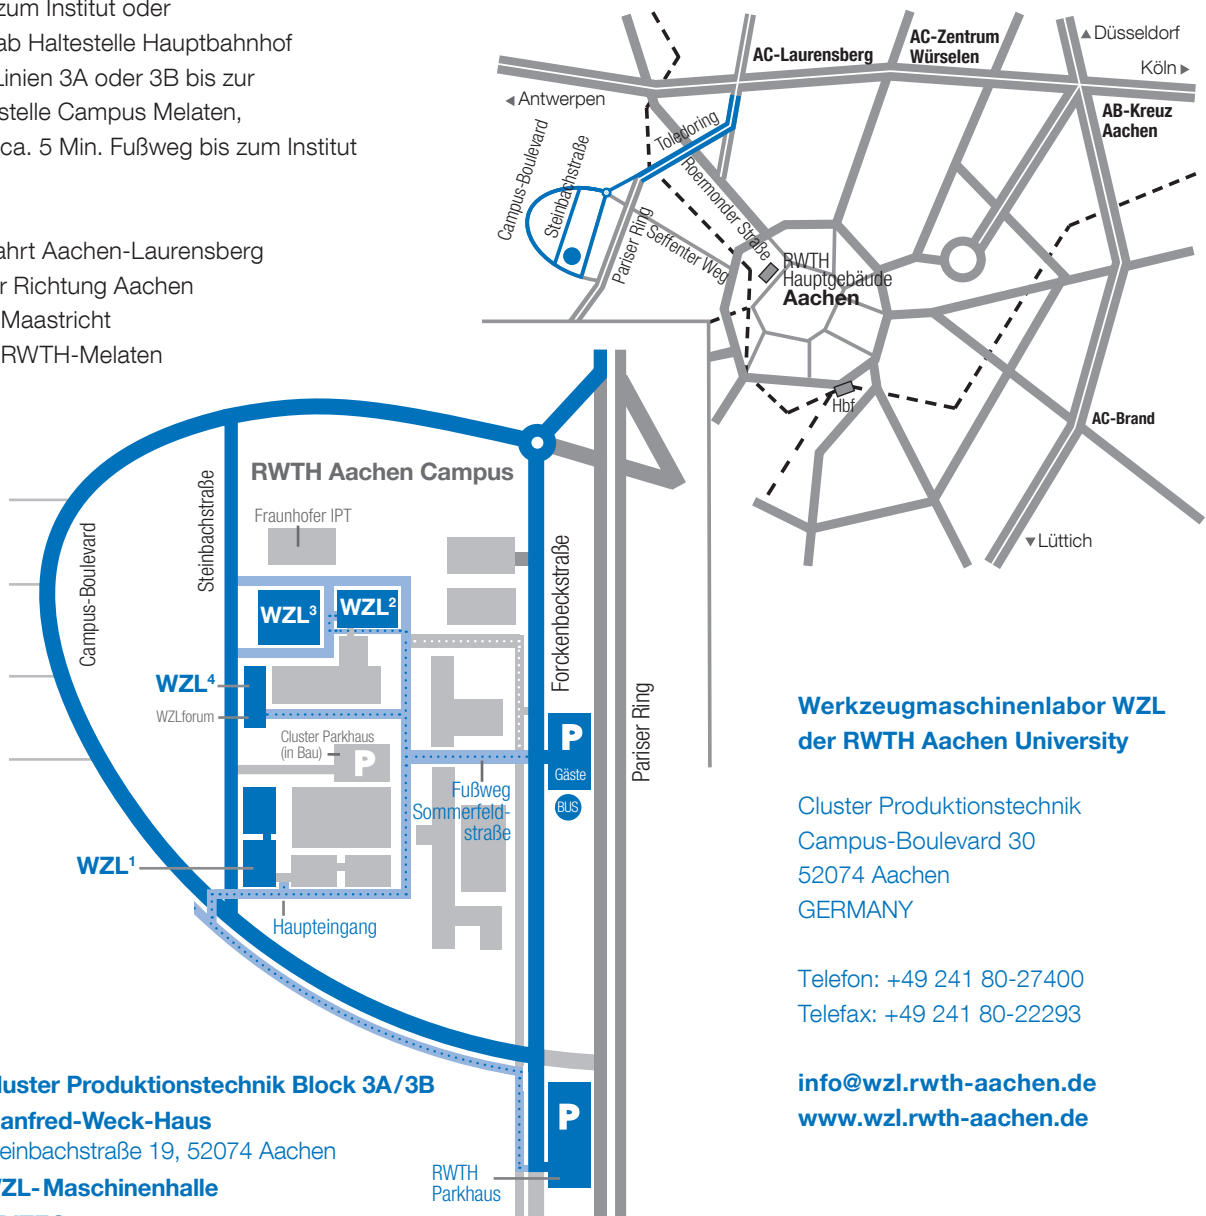 zum Institut oder
ab Haltestelle Hauptbahnhof
Linien 3A oder 3B bis zur
stelle Campus Melaten,
ca. 5 Min. Fußweg bis zum Institut
ahrt Aachen-Laurensberg
r Richtung Aachen
Maastricht
RWTH-Melaten
AC-Laurensberg
AC-Zentrum
Würselen
Düsseldorf
Köln
Antwerpen
AB-Kreuz
Aachen
Toledoring
Campus-Boulevard
Steinbachstraße
Roermonder Straße
Pariser Ring
Seffenter Weg
RWTH
Hauptgebäude
Aachen
Hbf
AC-Brand
Lüttich
RWTH Aachen Campus
Fraunhofer IPT
Steinbachstraße
Campus-Boulevard
Forckenbeckstraße
Pariser Ring
WZL³
WZL²
WZL⁴
WZLforum
Cluster Parkhaus
(in Bau)
P
P
Gäste
BUS
Fußweg
Sommerfeld-
straße
WZL¹
Haupteingang
P
RWTH
Parkhaus
luster Produktionstechnik Block 3A/3B
anfred-Weck-Haus
einbachstraße 19, 52074 Aachen
ZL-Maschinenhalle
Werkzeugmaschinenlabor WZL
der RWTH Aachen University
Cluster Produktionstechnik
Campus-Boulevard 30
52074 Aachen
GERMANY
Telefon: +49 241 80-27400
Telefax: +49 241 80-22293
info@wzl.rwth-aachen.de
www.wzl.rwth-aachen.de